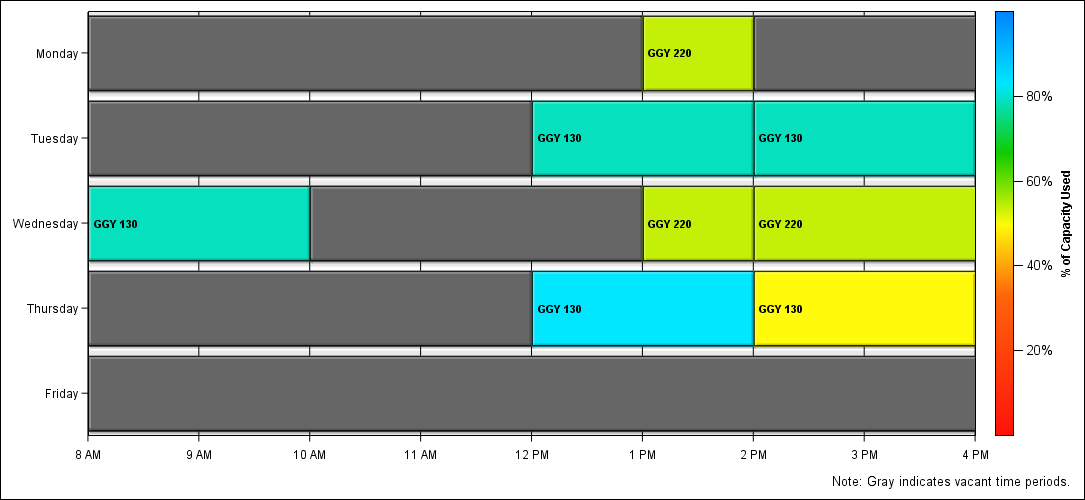 Monday
GGY 220
Tuesday
GGY 130
GGY 130
Wednesday
GGY 130
GGY 220
GGY 220
Thursday
GGY 130
GGY 130
Friday
8 AM
9 AM
10 AM
11 AM
12 PM
1 PM
2 PM
3 PM
4 PM
80%
60%
40%
20%
% of Capacity Used
Note: Gray indicates vacant time periods.